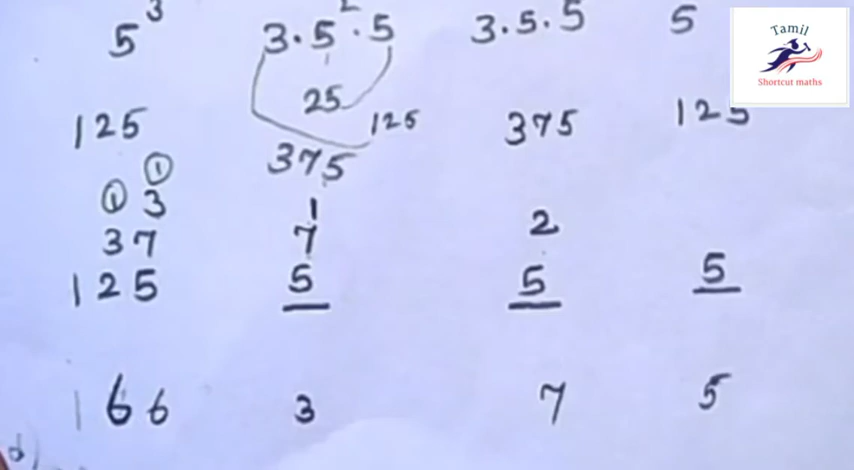 5³ 3.5².5 3.5.5 5
Tamil
Shortcut maths
25
125 125 375 125
375
① 
① 3 1
37 7 2
125 5 5 5
166 3 7 5